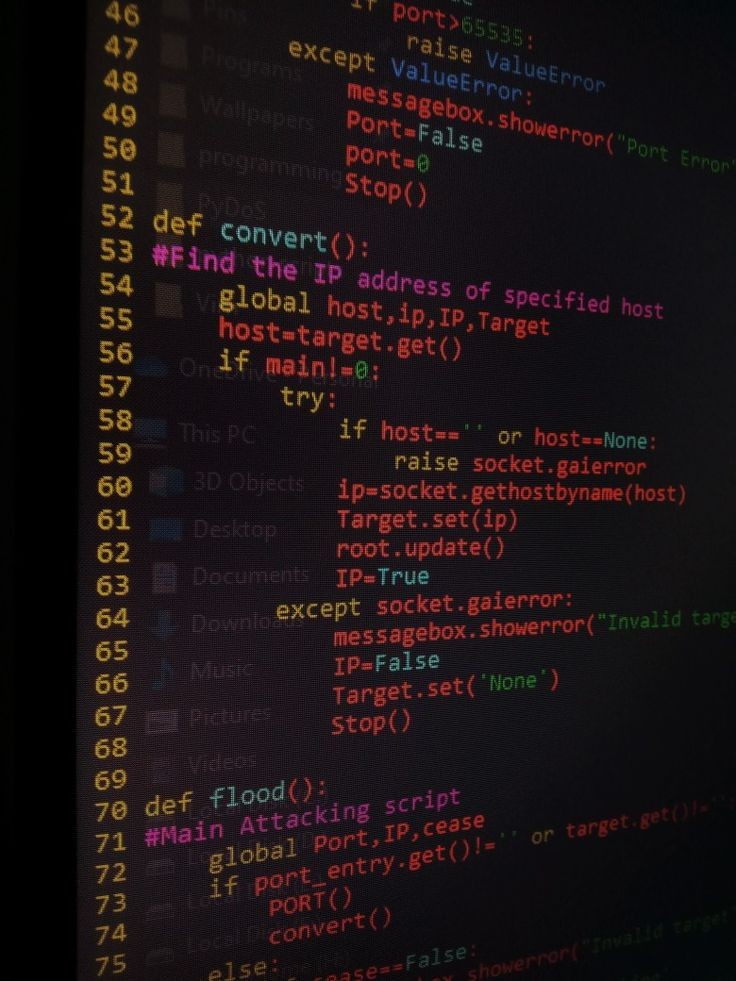 46 if port>65535:
47 raise ValueError
48 except ValueError:
49 messagebox.showerror("Port Error"
50 Port=False
51 port=0
Stop()
52 def convert():
53 #Find the IP address of specified host
54 global host,ip,IP,Target
55 host=target.get()
56 if main!=0:
57 try:
58 if host=='' or host==None:
59 raise socket.gaierror
60 ip=socket.gethostbyname(host)
61 Target.set(ip)
62 root.update()
63 IP=True
64 except socket.gaierror:
65 messagebox.showerror("Invalid targe
66 IP=False
67 Target.set('None')
68 Stop()
69
70 def flood():
71 #Main Attacking script
72 global Port,IP,cease
73 if port_entry.get()!='' or target.get()!='':
74 PORT()
75 convert()
else:
cease==False:
showerror("Invalid target
Pins
Programs
Wallpapers
programming
PyDoS
This PC
3D Objects
Desktop
Documents
Downloads
Music
Pictures
Videos